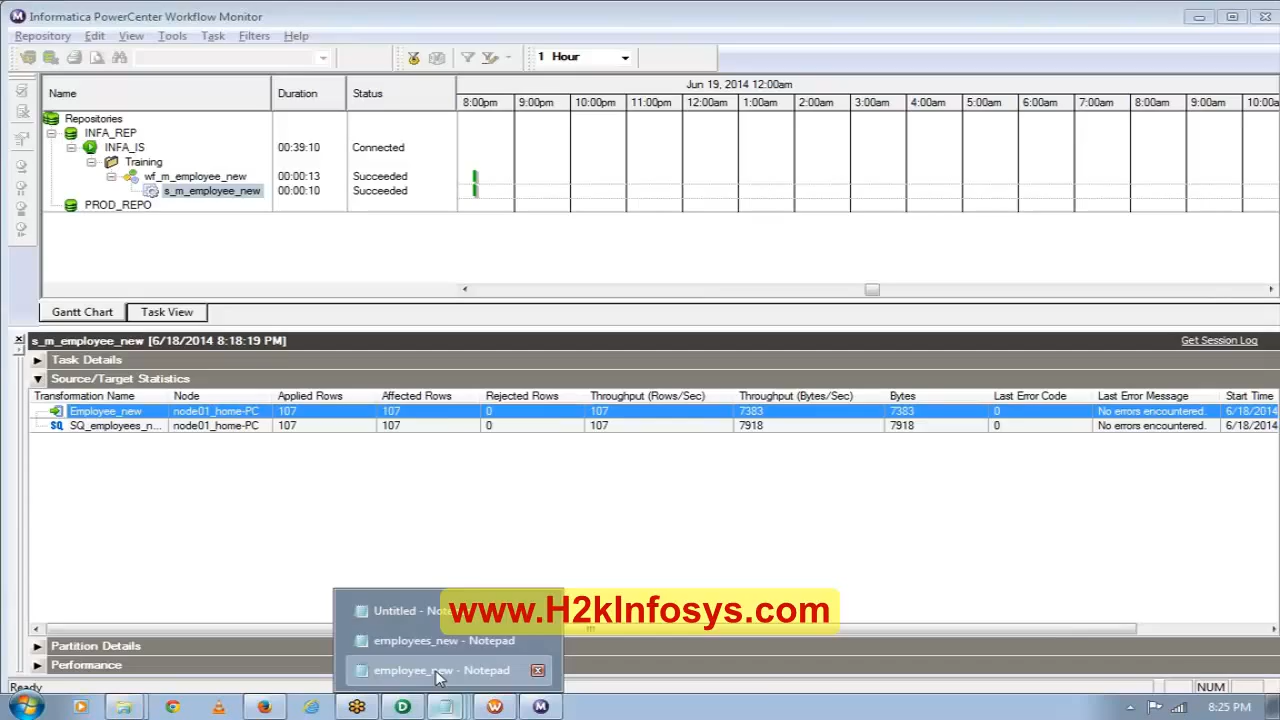 Informatica PowerCenter Workflow Monitor
Repository Edit View Tools Task Filters Help
1 Hour
Name Duration Status Jun 19, 2014 12:00am
8:00pm 9:00pm 10:00pm 11:00pm 12:00am 1:00am 2:00am 3:00am 4:00am 5:00am 6:00am 7:00am 8:00am 9:00am 10:00a
Repositories
INFA_REP
INFA_IS 00:39:10 Connected
Training
wf_m_employee_new 00:00:13 Succeeded
s_m_employee_new 00:00:10 Succeeded
PROD_REPO
Gantt Chart Task View
s_m_employee_new [6/18/2014 8:18:19 PM] Get Session Log
Task Details
Source/Target Statistics
Transformation Name Node Applied Rows Affected Rows Rejected Rows Throughput (Rows/Sec) Throughput (Bytes/Sec) Bytes Last Error Code Last Error Message Start Time
Employee_new node01_home-PC 107 107 0 107 7383 7383 0 No errors encountered. 6/18/2014
SQ_employees_n... node01_home-PC 107 107 0 107 7918 7918 0 No errors encountered. 6/18/2014
Untitled - Note
www.H2kInfosys.com
employees_new - Notepad
Partition Details
employee_new - Notepad
Performance
Ready NUM
8:25 PM